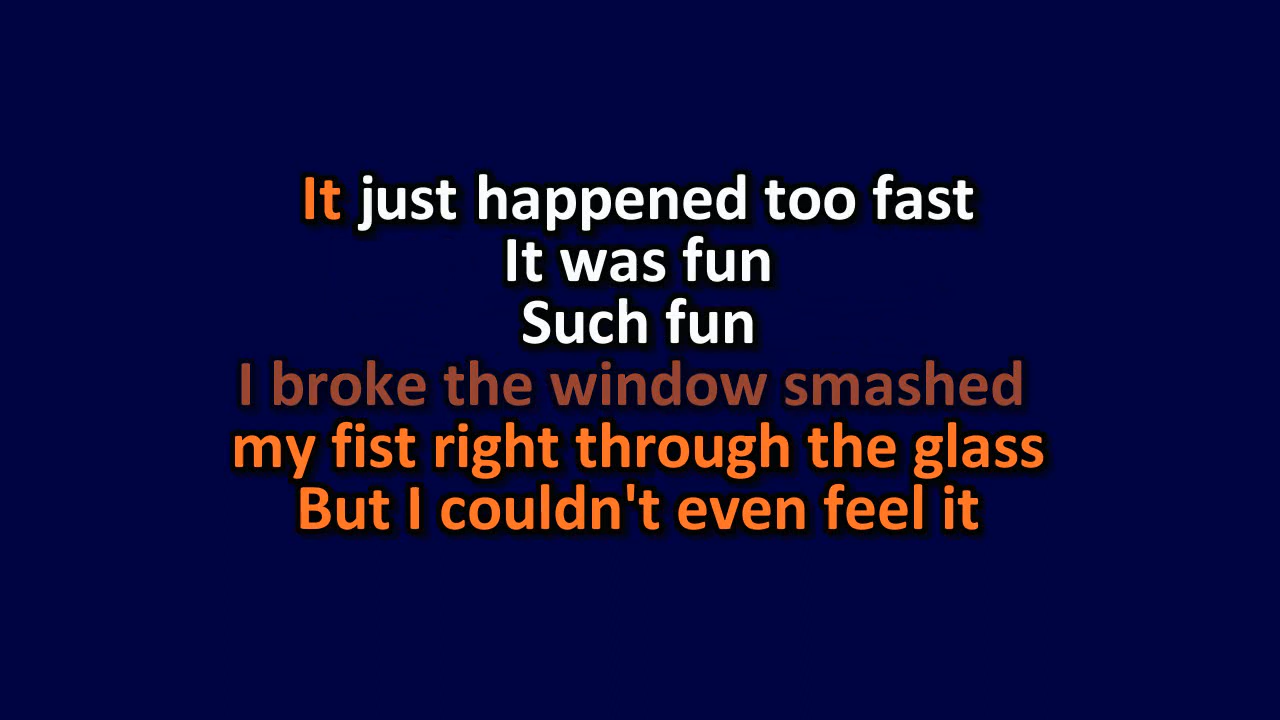 It just happened too fast
It was fun
Such fun
I broke the window smashed
my fist right through the glass
But I couldn't even feel it